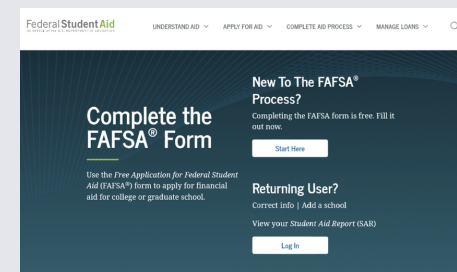 Federal Student Aid
AN OFFICE of the U.S. DEPARTMENT of EDUCATION
UNDERSTAND AID
APPLY FOR AID
COMPLETE AID PROCESS
MANAGE LOANS
Complete the
FAFSA® Form
Use the Free Application for Federal Student
Aid (FAFSA®) form to apply for financial
aid for college or graduate school.
New To The FAFSA®
Process?
Completing the FAFSA form is free. Fill it
out now.
Start Here
Returning User?
Correct info | Add a school
View your Student Aid Report (SAR)
Log In